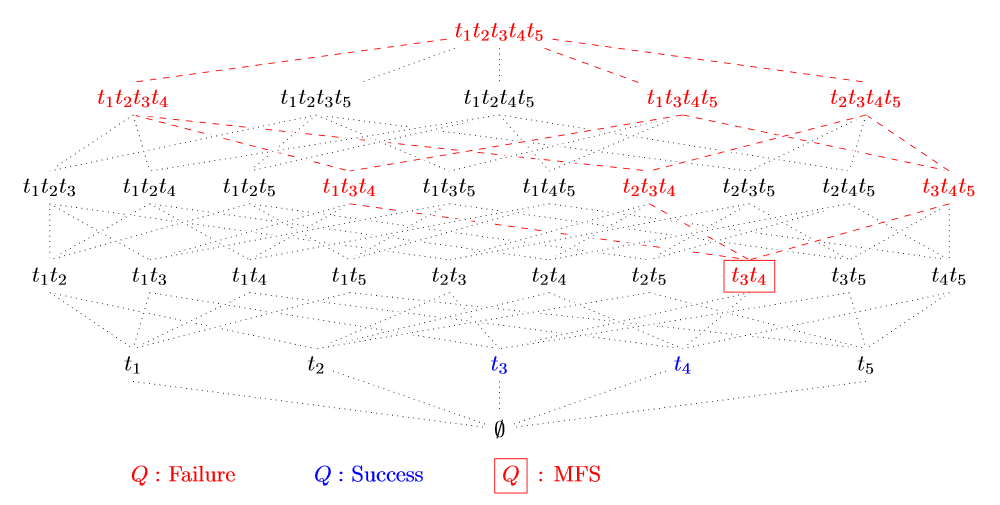 t₁t₂t₃t₄t₅
t₁t₂t₃t₄ t₁t₂t₃t₅ t₁t₂t₄t₅ t₁t₃t₄t₅ t₂t₃t₄t₅
t₁t₂t₃ t₁t₂t₄ t₁t₂t₅ t₁t₃t₄ t₁t₃t₅ t₁t₄t₅ t₂t₃t₄ t₂t₃t₅ t₂t₄t₅ t₃t₄t₅
t₁t₂ t₁t₃ t₁t₄ t₁t₅ t₂t₃ t₂t₄ t₂t₅ t₃t₄ t₃t₅ t₄t₅
t₁ t₂ t₃ t₄ t₅
∅
Q : Failure Q : Success Q : MFS